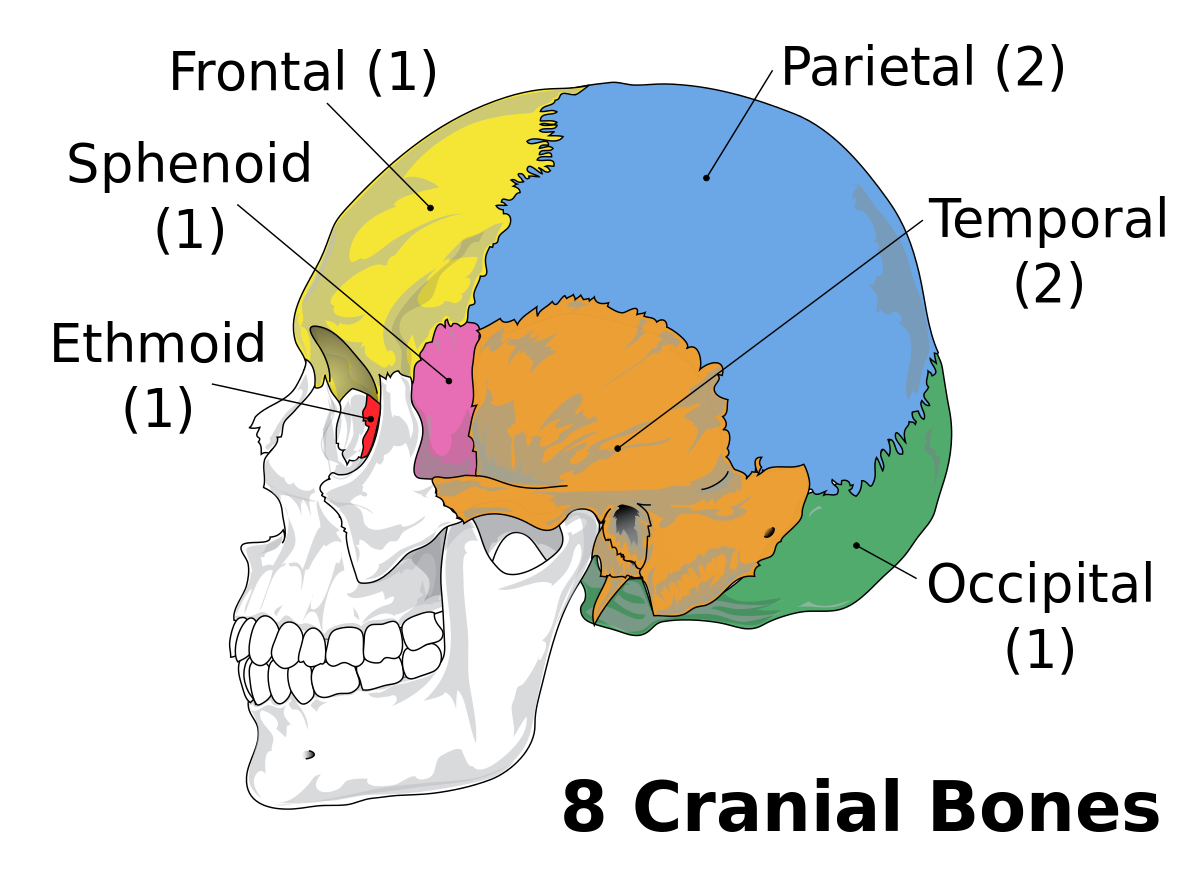 Frontal (1)
Parietal (2)
Sphenoid
(1)
Temporal
(2)
Ethmoid
(1)
Occipital
(1)
8 Cranial Bones